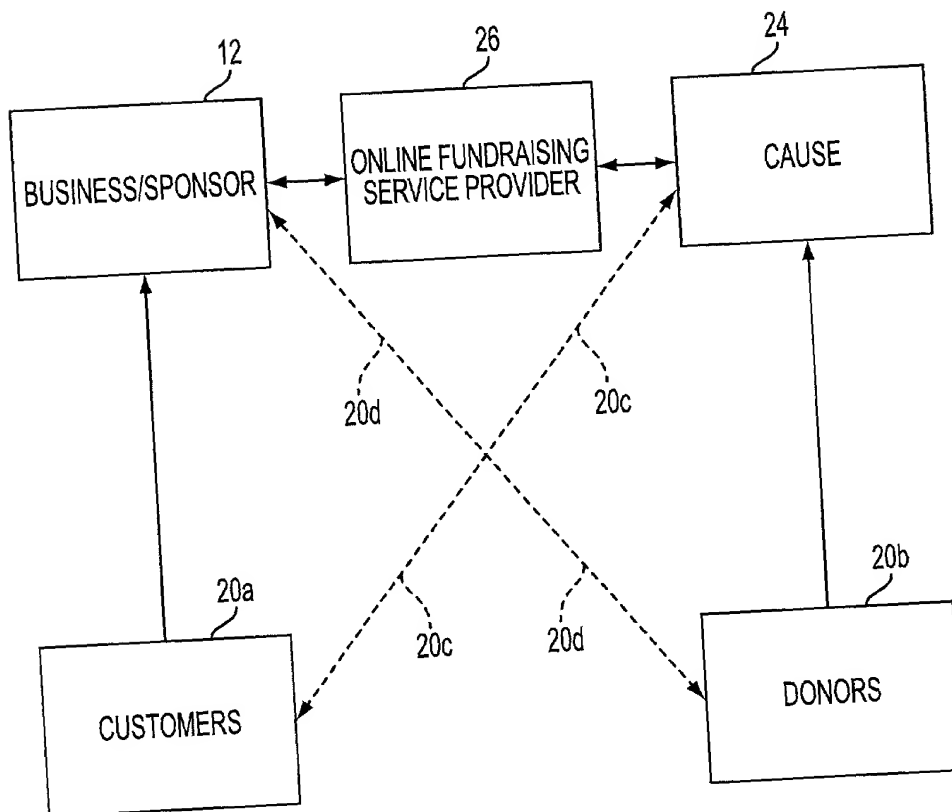 12
26
24
BUSINESS/SPONSOR
ONLINE FUNDRAISING
SERVICE PROVIDER
CAUSE
20d
20c
20a
20c
20d
20b
CUSTOMERS
DONORS